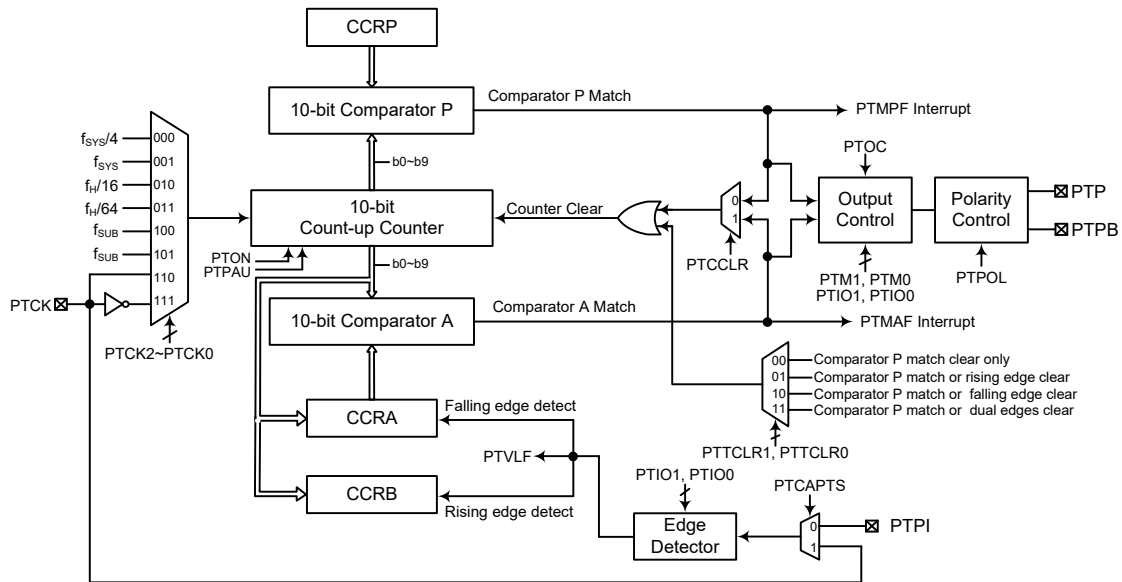 CCRP
10-bit Comparator P
Comparator P Match
PTMPF Interrupt
fSYS/4
000
fSYS
001
fH/16
010
fH/64
011
fSUB
100
fSUB
101
110
111
PTCK
PTCK2~PTCK0
b0~b9
10-bit
Count-up Counter
PTON
PTPAU
b0~b9
Counter Clear
0
1
PTCCLR
PTOC
Output
Control
PTM1, PTM0
PTIO1, PTIO0
Polarity
Control
PTPOL
PTP
PTPB
10-bit Comparator A
Comparator A Match
PTMAF Interrupt
00
Comparator P match clear only
01
Comparator P match or rising edge clear
10
Comparator P match or  falling edge clear
11
Comparator P match or  dual edges clear
PTTCLR1, PTTCLR0
CCRA
Falling edge detect
PTVLF
CCRB
Rising edge detect
PTIO1, PTIO0
Edge
Detector
PTCAPTS
0
1
PTPI